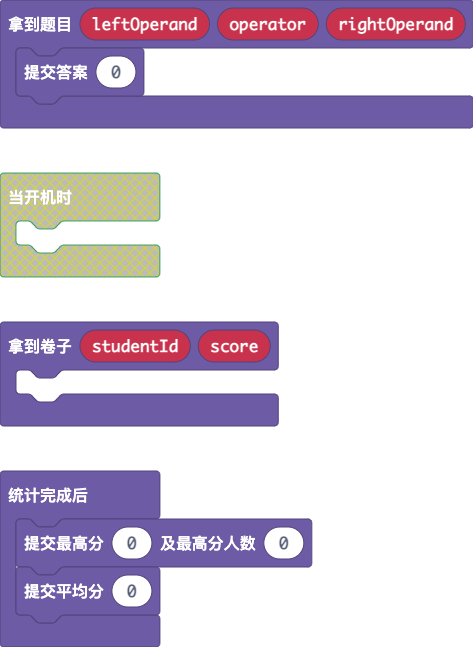 拿到题目 leftOperand operator rightOperand
提交答案 0
当开机时
拿到卷子 studentId score
统计完成后
提交最高分 0 及最高分人数 0
提交平均分 0